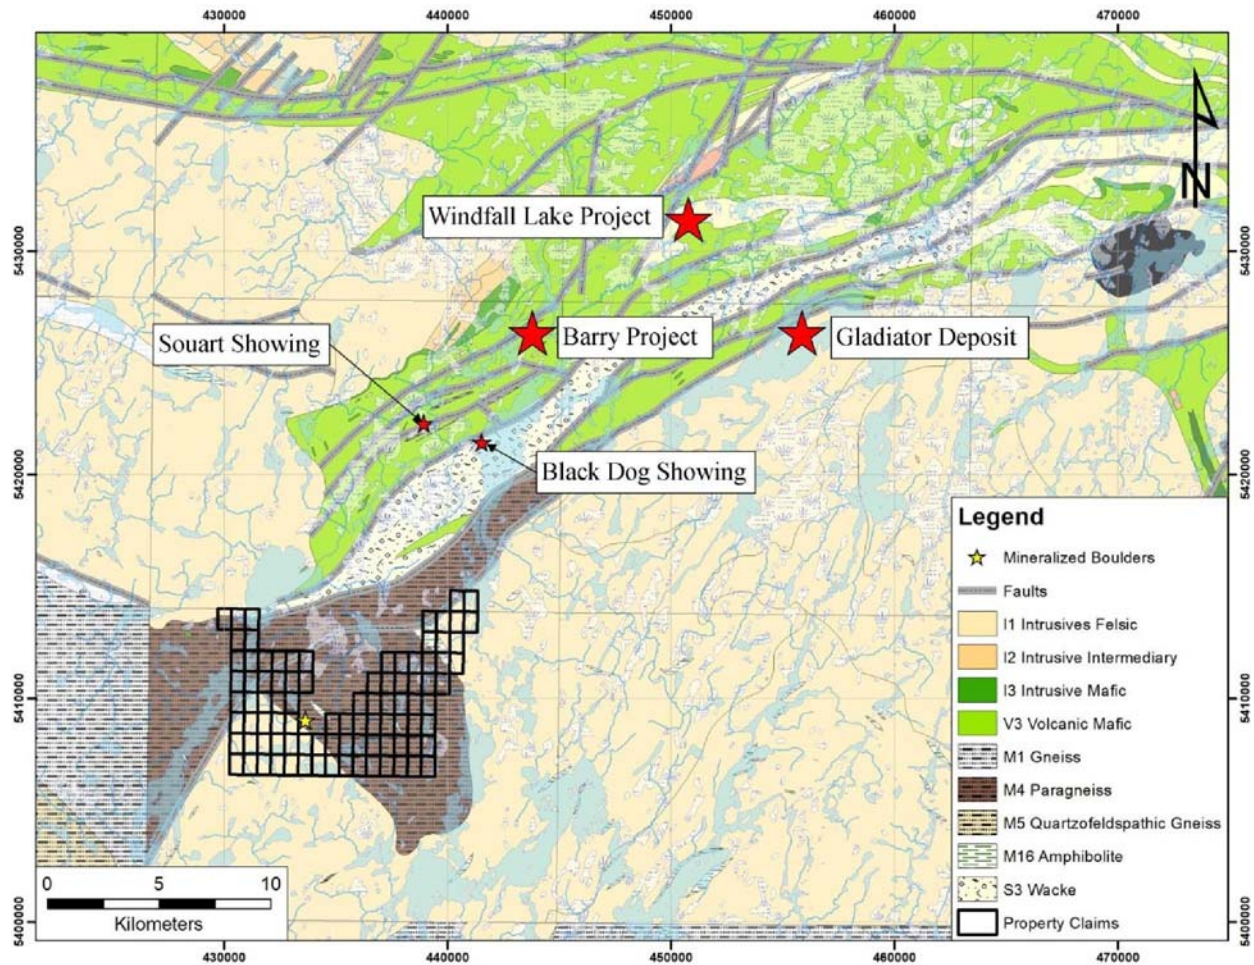 430000 440000 450000 460000 470000
N
Windfall Lake Project
5430000 5430000
Souart Showing
Barry Project
Gladiator Deposit
Black Dog Showing
5420000 5420000
5410000 5410000
5400000 5400000
Legend
Mineralized Boulders
Faults
I1 Intrusives Felsic
I2 Intrusive Intermediary
I3 Intrusive Mafic
V3 Volcanic Mafic
M1 Gneiss
M4 Paragneiss
M5 Quartzofeldspathic Gneiss
M16 Amphibolite
S3 Wacke
Property Claims
0 5 10
Kilometers
430000 440000 450000 460000 470000